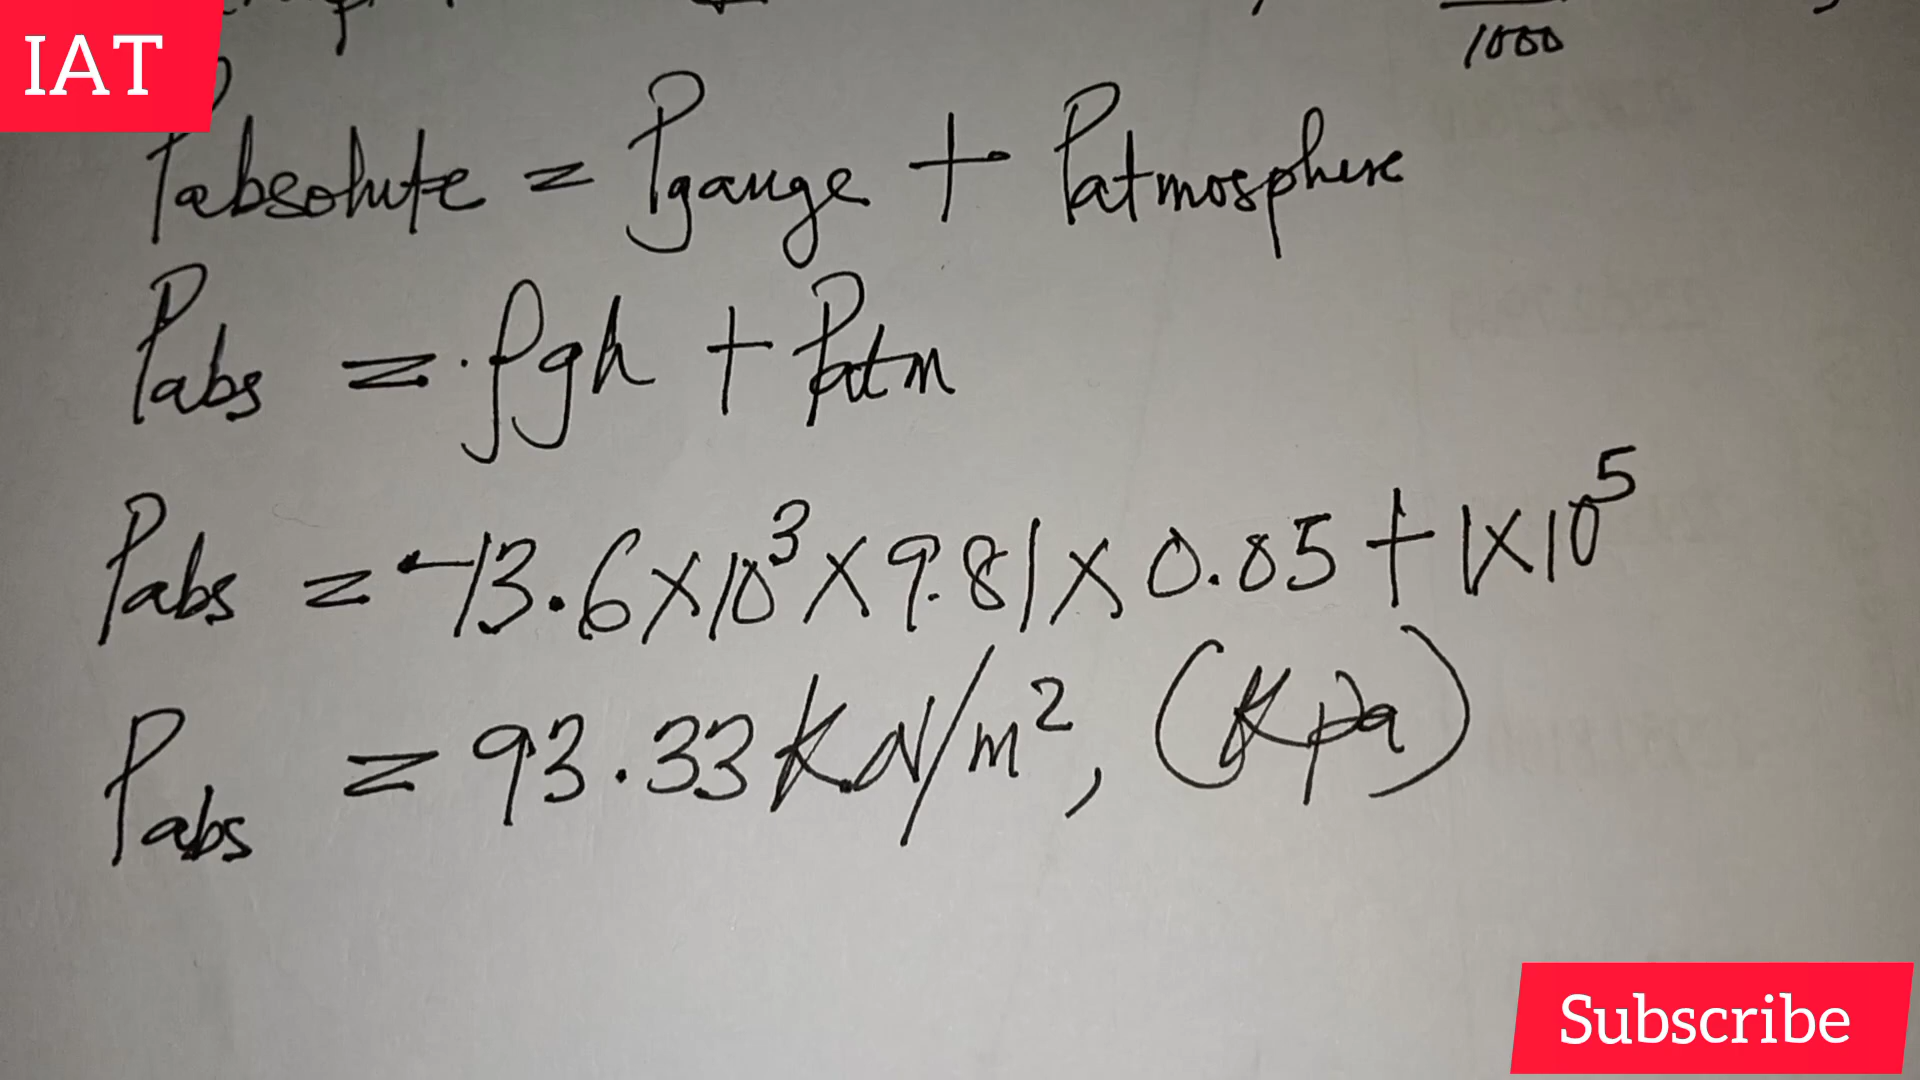 IAT
1000
Pabsolute = Pgauge + Patmosphere
Pabs = ρgh + Patm
Pabs = -13.6×10³ × 9.81 × 0.05 + 1×10⁵
Pabs = 93.33 kN/m², (Kpa)
Subscribe